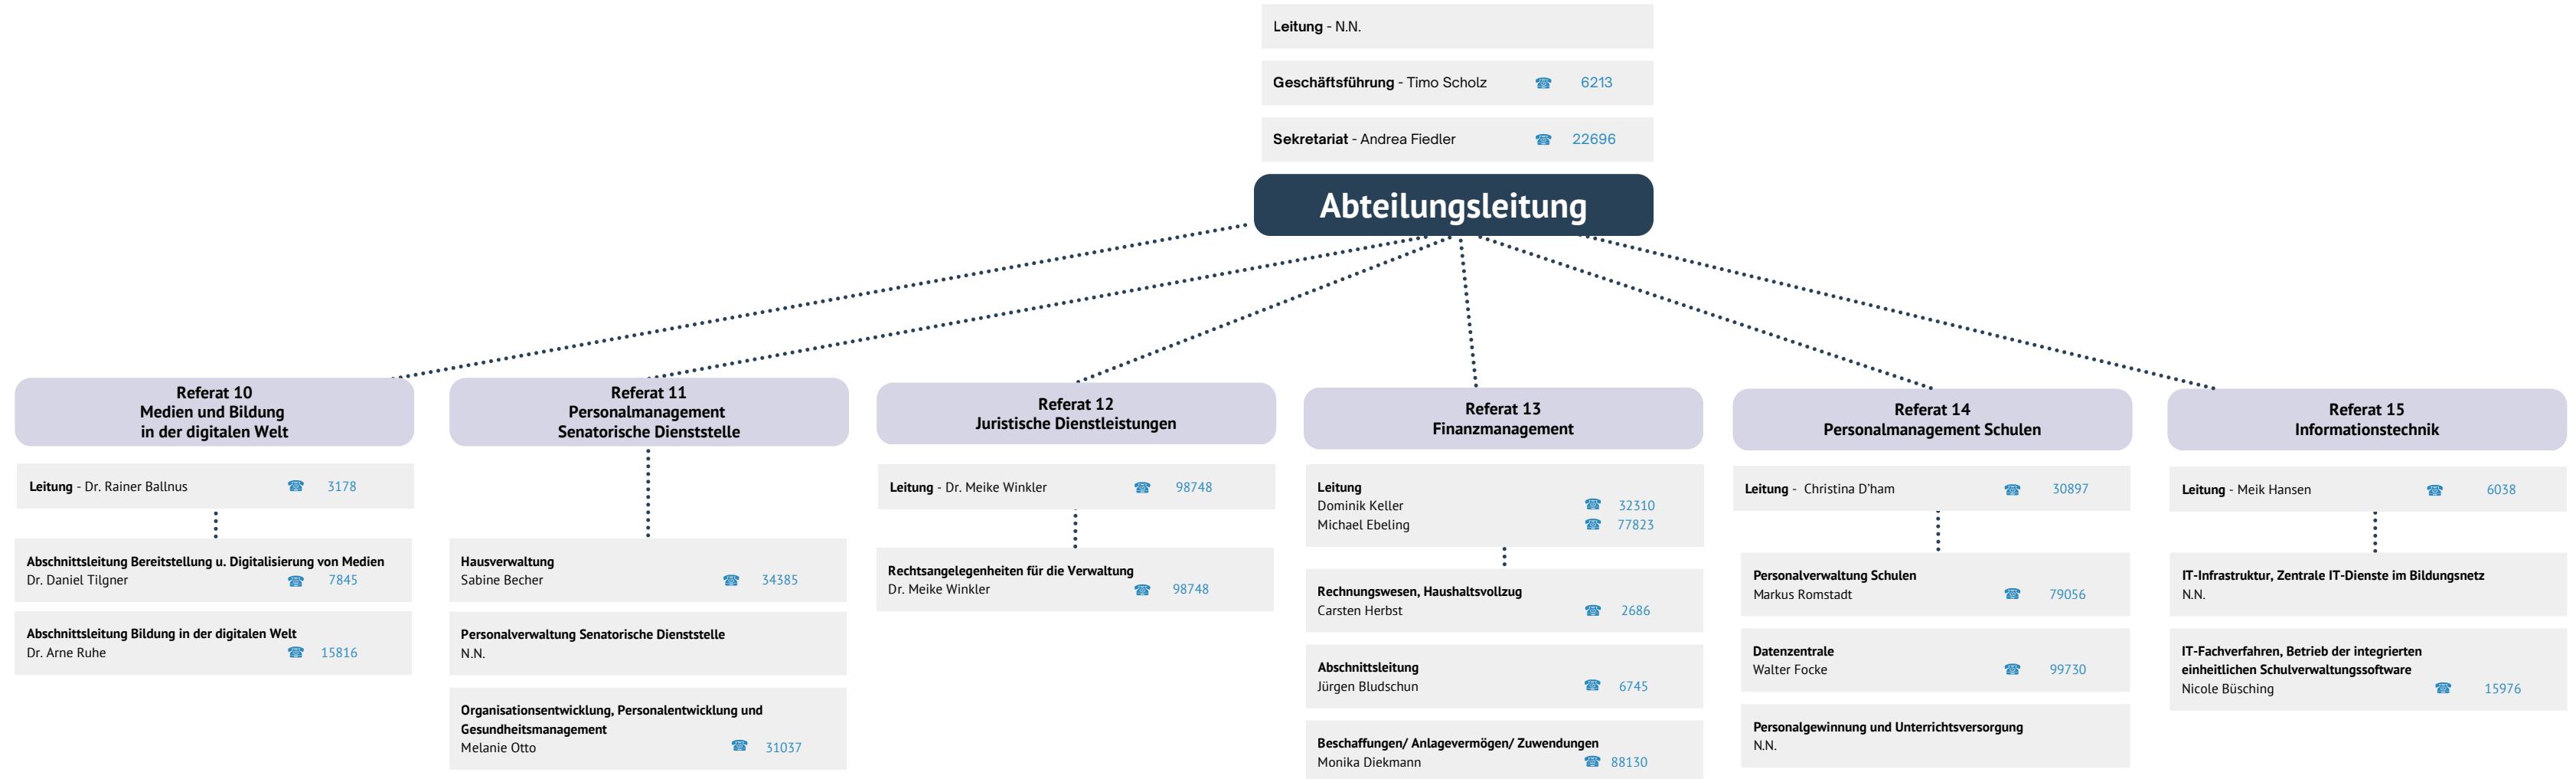 Leitung - N.N.
Geschäftsführung - Timo Scholz ☎ 6213
Sekretariat - Andrea Fiedler ☎ 22696
Abteilungsleitung
Referat 10
Medien und Bildung
in der digitalen Welt
Leitung - Dr. Rainer Ballnus ☎ 3178
Abschnittsleitung Bereitstellung u. Digitalisierung von Medien
Dr. Daniel Tilgner ☎ 7845
Abschnittsleitung Bildung in der digitalen Welt
Dr. Arne Ruhe ☎ 15816
Referat 11
Personalmanagement
Senatorische Dienststelle
Hausverwaltung
Sabine Becher ☎ 34385
Personalverwaltung Senatorische Dienststelle
N.N.
Organisationsentwicklung, Personalentwicklung und
Gesundheitsmanagement
Melanie Otto ☎ 31037
Referat 12
Juristische Dienstleistungen
Leitung - Dr. Meike Winkler ☎ 98748
Rechtsangelegenheiten für die Verwaltung
Dr. Meike Winkler ☎ 98748
Referat 13
Finanzmanagement
Leitung
Dominik Keller ☎ 32310
Michael Ebeling ☎ 77823
Rechnungswesen, Haushaltsvollzug
Carsten Herbst ☎ 2686
Abschnittsleitung
Jürgen Bludschun ☎ 6745
Beschaffungen/ Anlagevermögen/ Zuwendungen
Monika Diekmann ☎ 88130
Referat 14
Personalmanagement Schulen
Leitung - Christina D'ham ☎ 30897
Personalverwaltung Schulen
Markus Romstadt ☎ 79056
Datenzentrale
Walter Focke ☎ 99730
Personalgewinnung und Unterrichtsversorgung
N.N.
Referat 15
Informationstechnik
Leitung - Meik Hansen ☎ 6038
IT-Infrastruktur, Zentrale IT-Dienste im Bildungsnetz
N.N.
IT-Fachverfahren, Betrieb der integrierten
einheitlichen Schulverwaltungssoftware
Nicole Büsching ☎ 15976